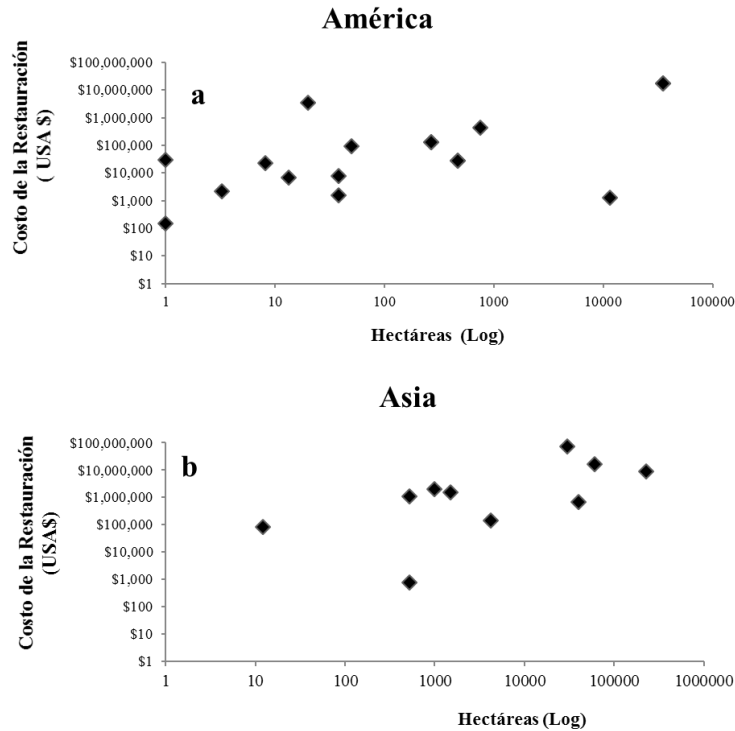 América
a
Costo de la Restauración
( USA $)
$100,000,000
$10,000,000
$1,000,000
$100,000
$10,000
$1,000
$100
$10
$1
1 10 100 1000 10000 100000
Hectáreas (Log)
Asia
b
Costo de la Restauración
(USA$)
$100,000,000
$10,000,000
$1,000,000
$100,000
$10,000
$1,000
$100
$10
$1
1 10 100 1000 10000 100000 1000000
Hectáreas (Log)